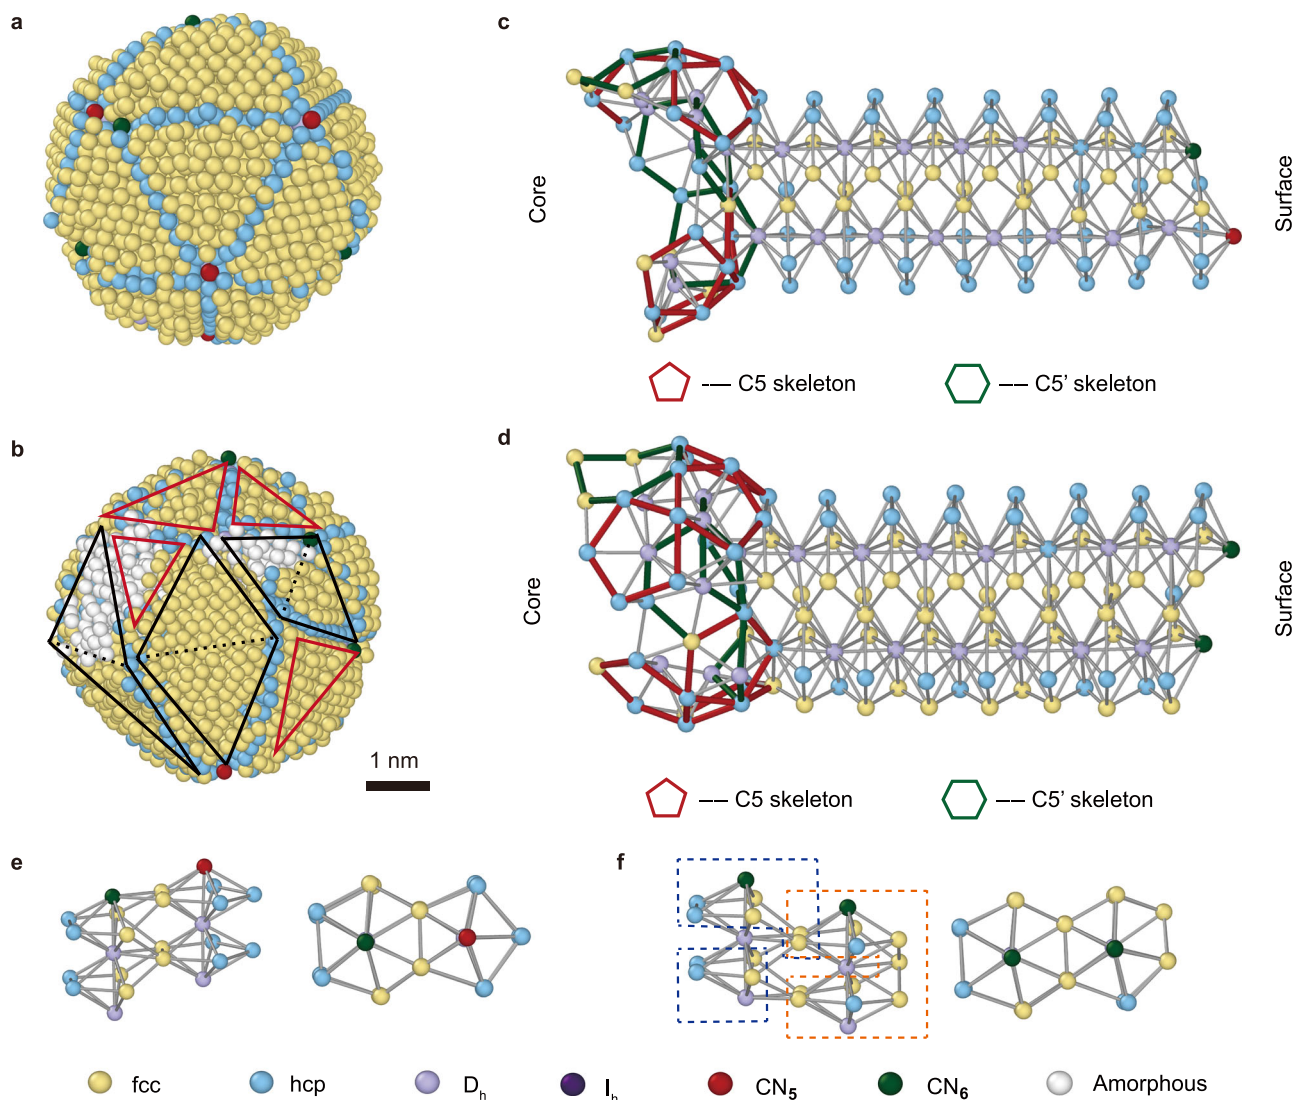 a
c
Core
Surface
C5 skeleton
C5' skeleton
b
1 nm
d
Core
Surface
C5 skeleton
C5' skeleton
e
f
fcc
hcp
Dh
Ih
CN5
CN6
Amorphous